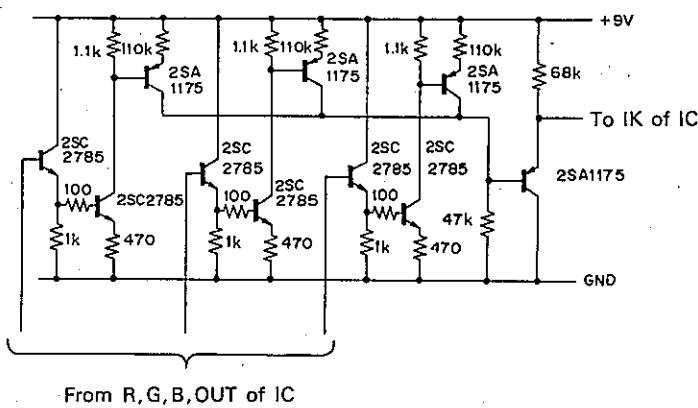 +9V
1.1k
110k
1.1k
110k
1.1k
110k
2SA
1175
2SA
1175
2SA
1175
68k
To IK of IC
2SC
2785
2SC
2785
2SC
2785
2SC
2785
100
2SC2785
100
2SC
2785
100
2SA1175
47k
1k
470
1k
470
1k
470
GND
From R,G,B,OUT of IC